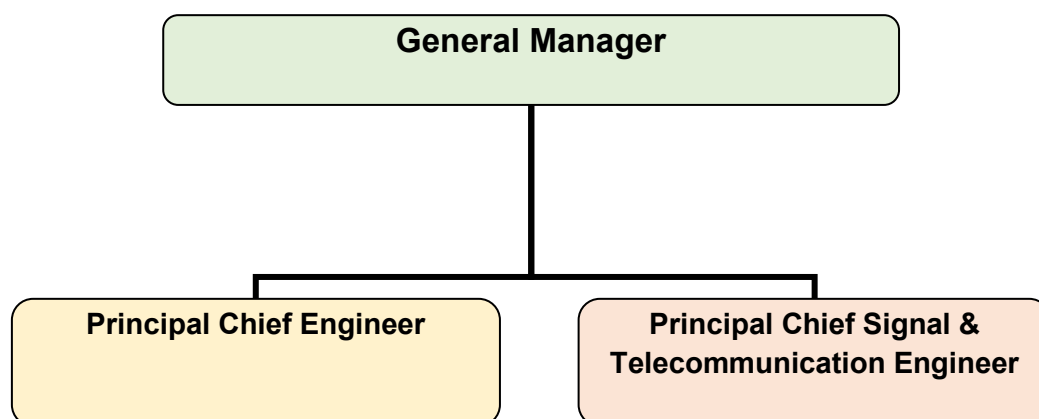 General Manager
Principal Chief Engineer
Principal Chief Signal &
Telecommunication Engineer